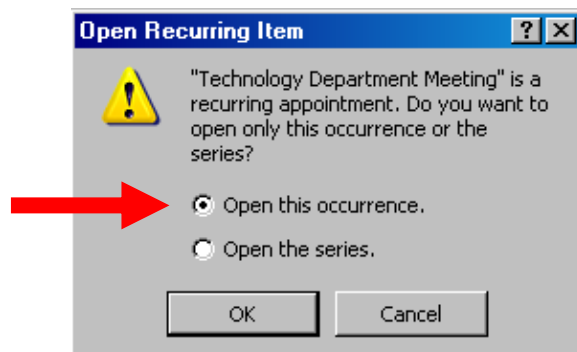 Open Recurring Item
"Technology Department Meeting" is a
recurring appointment. Do you want to
open only this occurrence or the
series?
Open this occurrence.
Open the series.
OK Cancel